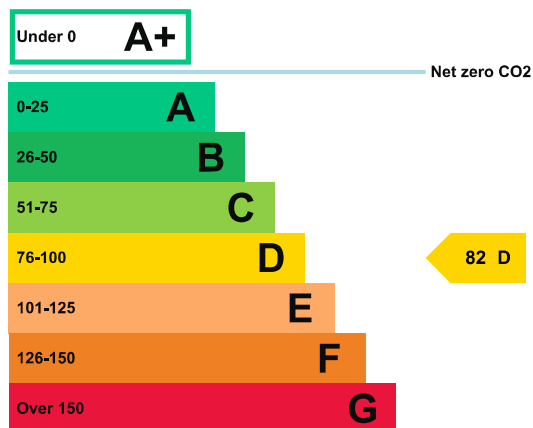 Under 0 A+
Net zero CO2
0-25 A
26-50 B
51-75 C
76-100 D
82 D
101-125 E
126-150 F
Over 150 G